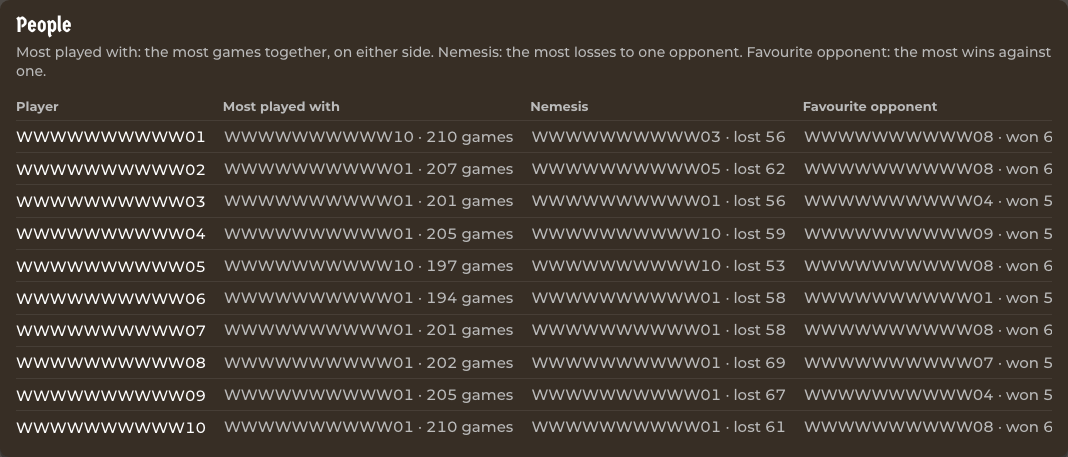 People
Most played with: the most games together, on either side. Nemesis: the most losses to one opponent. Favourite opponent: the most wins against
one.
Player Most played with Nemesis Favourite opponent
WWWWWWWWWW01 WWWWWWWWWW10 · 210 games WWWWWWWWWW03 · lost 56 WWWWWWWWWW08 · won 6
WWWWWWWWWW02 WWWWWWWWWW01 · 207 games WWWWWWWWWW05 · lost 62 WWWWWWWWWW08 · won 6
WWWWWWWWWW03 WWWWWWWWWW01 · 201 games WWWWWWWWWW01 · lost 56 WWWWWWWWWW04 · won 5
WWWWWWWWWW04 WWWWWWWWWW01 · 205 games WWWWWWWWWW10 · lost 59 WWWWWWWWWW09 · won 5
WWWWWWWWWW05 WWWWWWWWWW10 · 197 games WWWWWWWWWW10 · lost 53 WWWWWWWWWW08 · won 6
WWWWWWWWWW06 WWWWWWWWWW01 · 194 games WWWWWWWWWW01 · lost 58 WWWWWWWWWW01 · won 5
WWWWWWWWWW07 WWWWWWWWWW01 · 201 games WWWWWWWWWW01 · lost 58 WWWWWWWWWW08 · won 6
WWWWWWWWWW08 WWWWWWWWWW01 · 202 games WWWWWWWWWW01 · lost 69 WWWWWWWWWW07 · won 5
WWWWWWWWWW09 WWWWWWWWWW01 · 205 games WWWWWWWWWW01 · lost 67 WWWWWWWWWW04 · won 5
WWWWWWWWWW10 WWWWWWWWWW01 · 210 games WWWWWWWWWW01 · lost 61 WWWWWWWWWW08 · won 6